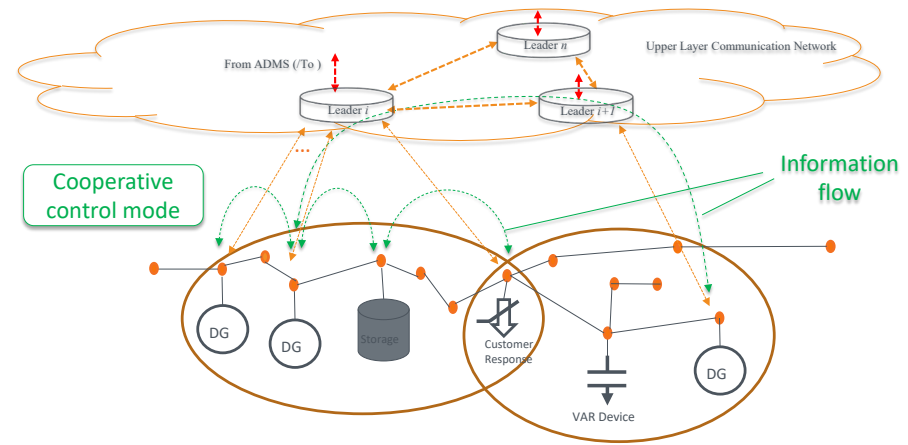 Leader n
Upper Layer Communication Network
From ADMS (/To )
Leader i
Leader i+1
...
Cooperative
control mode
Information
flow
DG
DG
Storage
Customer
Response
DG
VAR Device